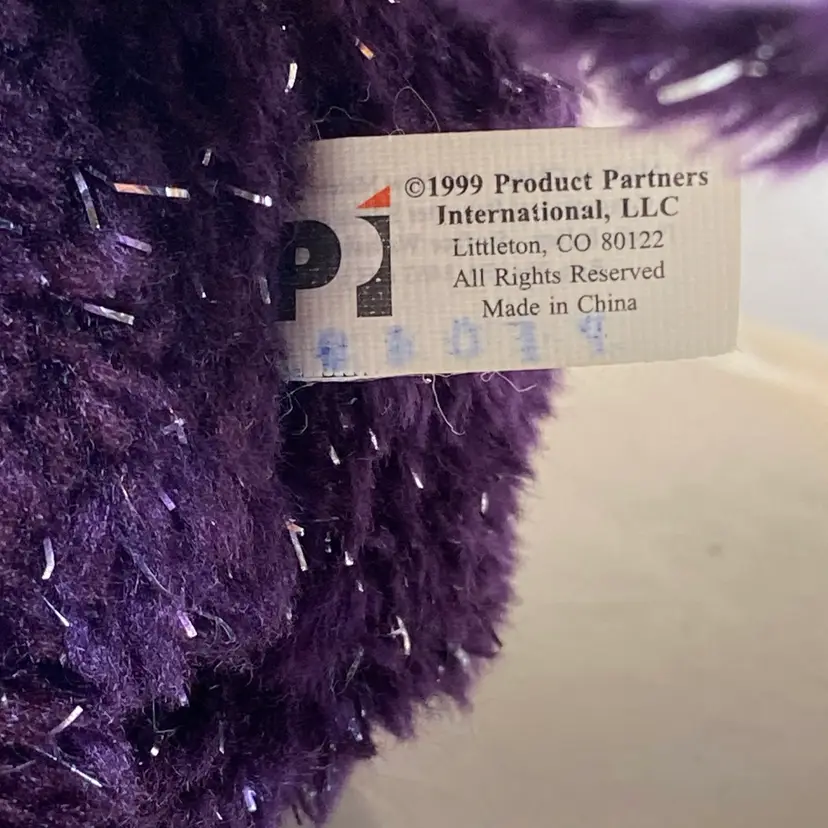 Pi
©1999 Product Partners
International, LLC
Littleton, CO 80122
All Rights Reserved
Made in China